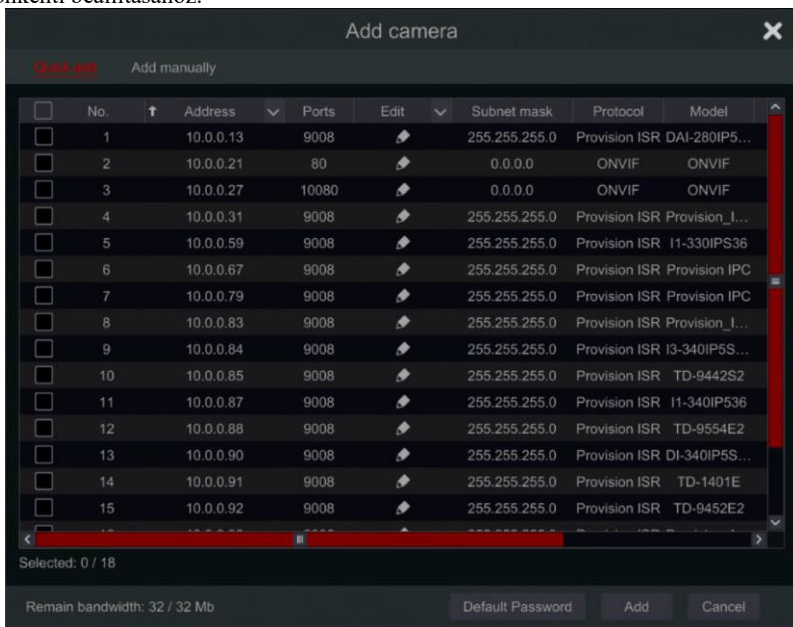 beállításához.
Add camera
Quick add Add manually
No. Address Ports Edit Subnet mask Protocol Model
1 10.0.0.13 9008 255.255.255.0 Provision ISR DAI-280IP5...
2 10.0.0.21 80 0.0.0.0 ONVIF ONVIF
3 10.0.0.27 10080 0.0.0.0 ONVIF ONVIF
4 10.0.0.31 9008 255.255.255.0 Provision ISR Provision_I...
5 10.0.0.59 9008 255.255.255.0 Provision ISR I1-330IPS36
6 10.0.0.67 9008 255.255.255.0 Provision ISR Provision IPC
7 10.0.0.79 9008 255.255.255.0 Provision ISR Provision IPC
8 10.0.0.83 9008 255.255.255.0 Provision ISR Provision_I...
9 10.0.0.84 9008 255.255.255.0 Provision ISR I3-340IP5S...
10 10.0.0.85 9008 255.255.255.0 Provision ISR TD-9442S2
11 10.0.0.87 9008 255.255.255.0 Provision ISR I1-340IP536
12 10.0.0.88 9008 255.255.255.0 Provision ISR TD-9554E2
13 10.0.0.90 9008 255.255.255.0 Provision ISR DI-340IP5S...
14 10.0.0.91 9008 255.255.255.0 Provision ISR TD-1401E
15 10.0.0.92 9008 255.255.255.0 Provision ISR TD-9452E2
Selected: 0 / 18
Remain bandwidth: 32 / 32 Mb Default Password Add Cancel